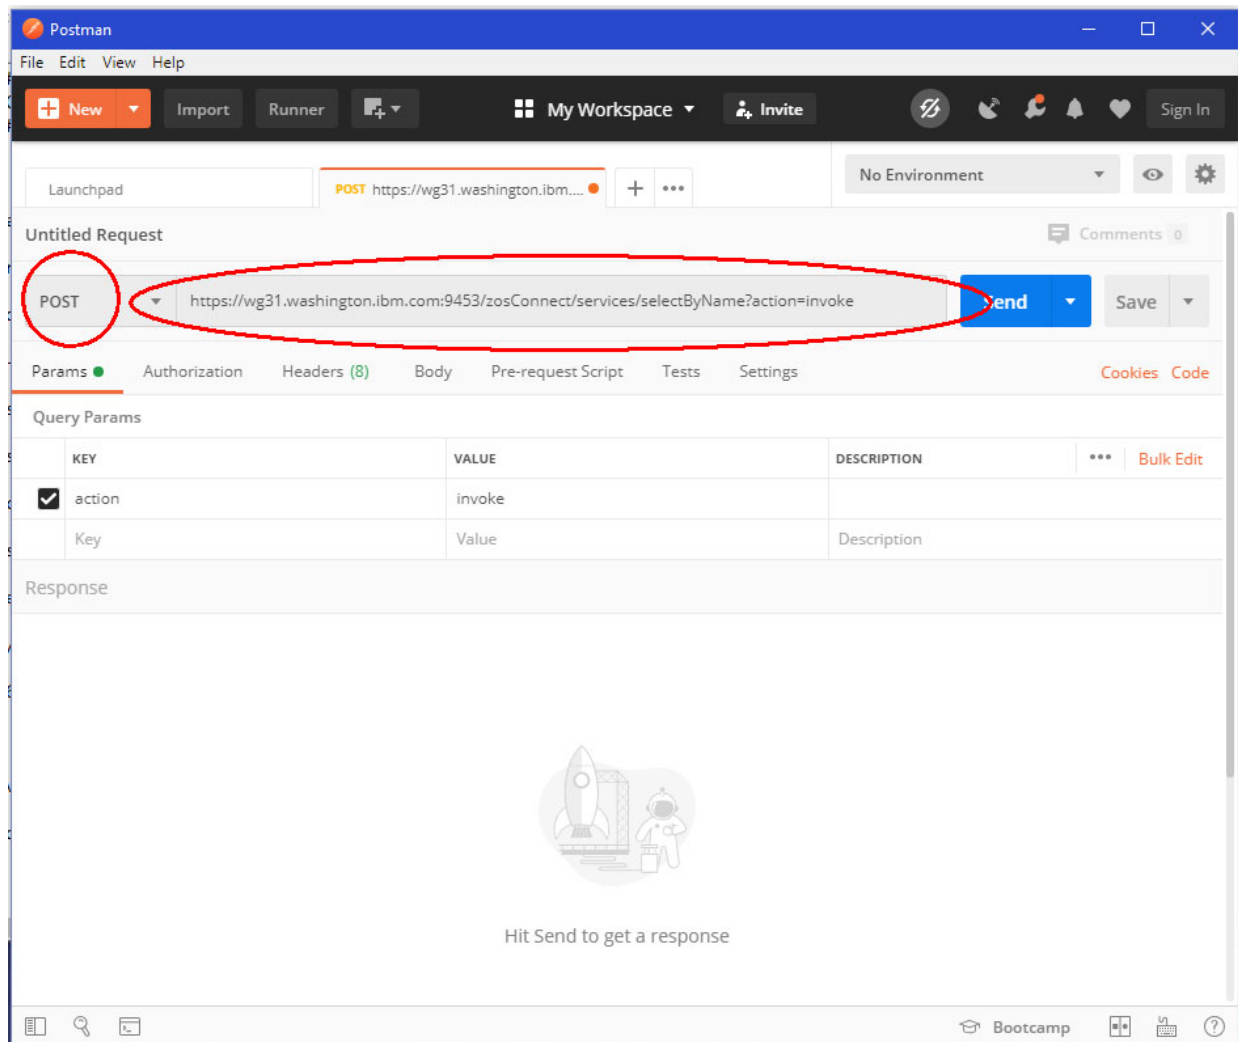 Postman
File Edit View Help
New Import Runner My Workspace Invite Sign In
Launchpad POST https://wg31.washington.ibm.... No Environment
Untitled Request Comments 0
POST https://wg31.washington.ibm.com:9453/zosConnect/services/selectByName?action=invoke Send Save
Params Authorization Headers (8) Body Pre-request Script Tests Settings Cookies Code
Query Params
KEY VALUE DESCRIPTION ••• Bulk Edit
action invoke
Key Value Description
Response
Hit Send to get a response
Bootcamp